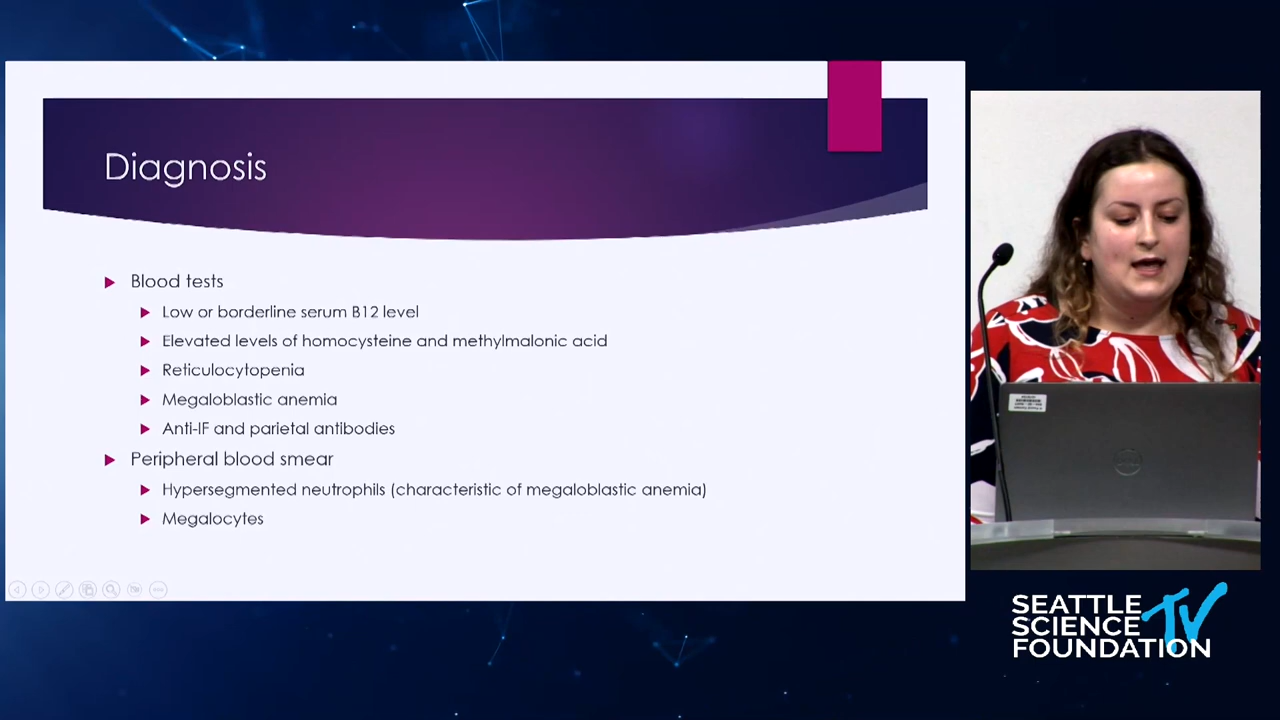 Diagnosis
Blood tests
Low or borderline serum B12 level
Elevated levels of homocysteine and methylmalonic acid
Reticulocytopenia
Megaloblastic anemia
Anti-IF and parietal antibodies
Peripheral blood smear
Hypersegmented neutrophils (characteristic of megaloblastic anemia)
Megalocytes
SEATTLE
SCIENCE TV
FOUNDATION